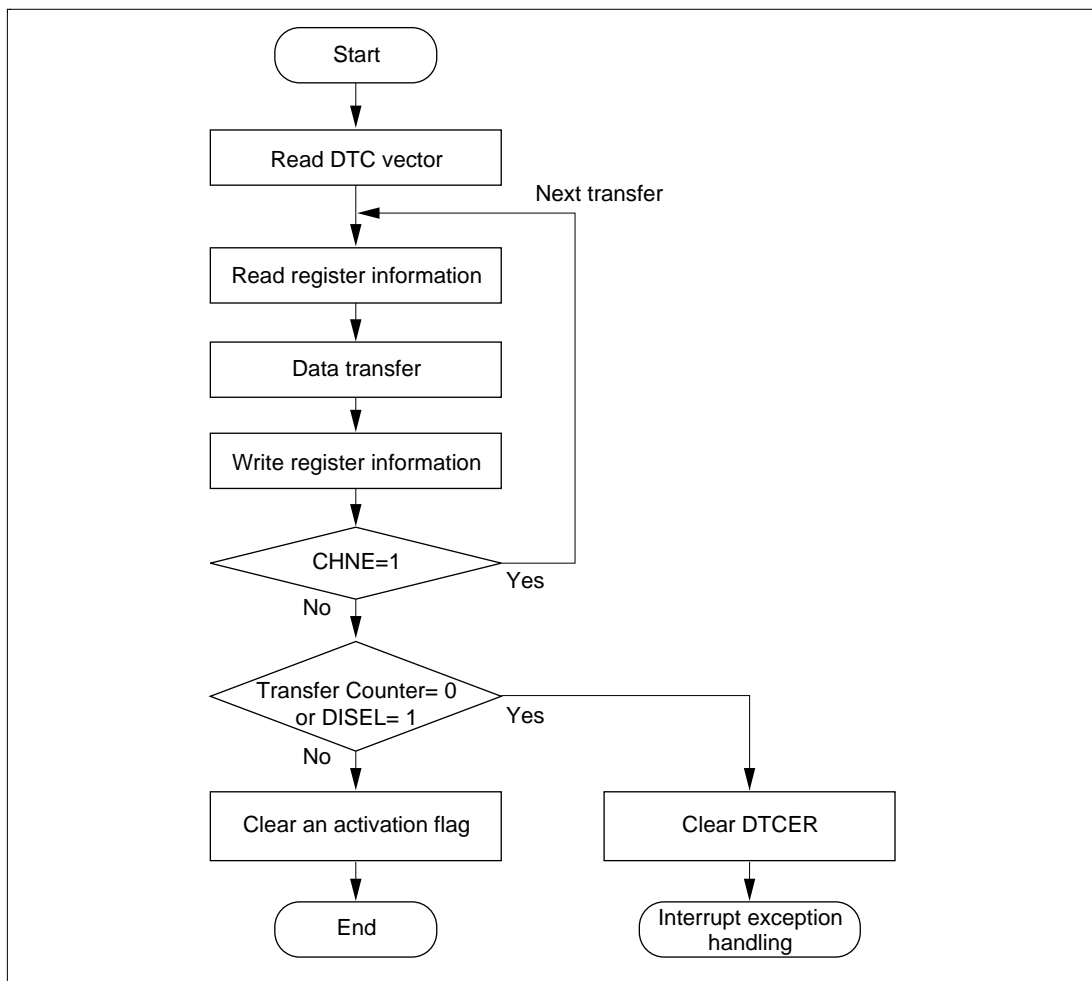 Start
Read DTC vector
Next transfer
Read register information
Data transfer
Write register information
CHNE=1
Yes
No
Transfer Counter= 0
or DISEL= 1
Yes
No
Clear an activation flag
Clear DTCER
End
Interrupt exception
handling